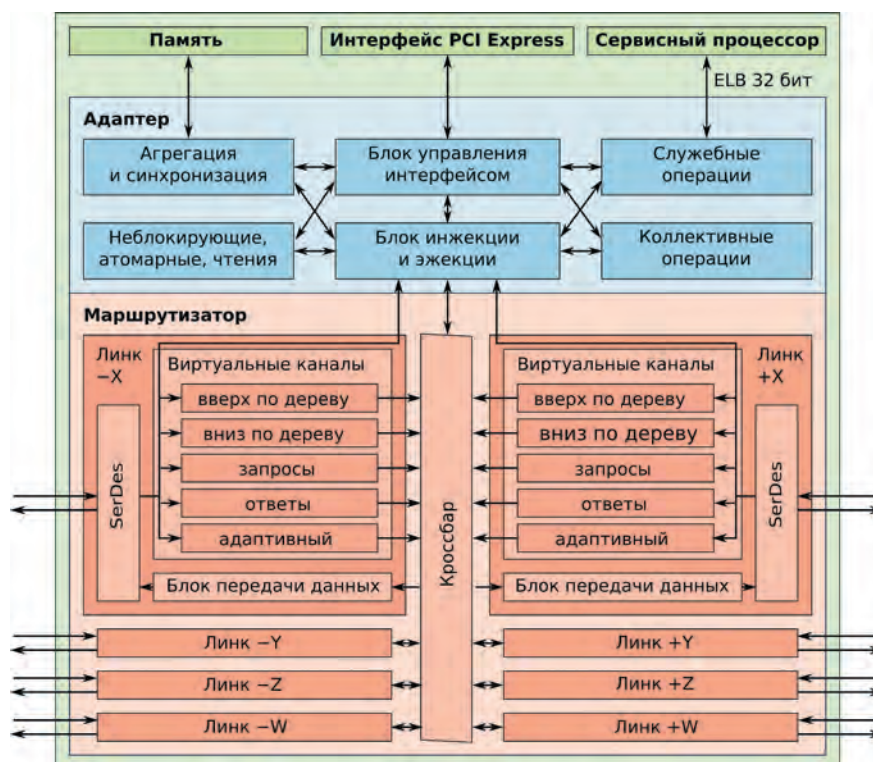 Память
Интерфейс PCI Express
Сервисный процессор
ELB 32 бит
Адаптер
Агрегация
и синхронизация
Блок управления
интерфейсом
Служебные
операции
Неблокирующие,
атомарные, чтения
Блок инжекции
и эжекции
Коллективные
операции
Маршрутизатор
Линк
−X
Виртуальные каналы
вверх по дереву
вниз по дереву
запросы
ответы
адаптивный
SerDes
Блок передачи данных
Кроссбар
Виртуальные каналы
Линк
+X
вверх по дереву
вниз по дереву
запросы
ответы
адаптивный
SerDes
Блок передачи данных
Линк −Y
Линк +Y
Линк −Z
Линк +Z
Линк −W
Линк +W